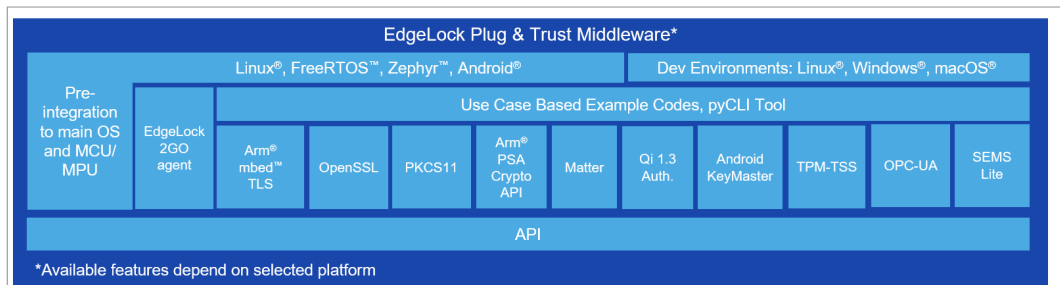 EdgeLock Plug & Trust Middleware*
Linux®, FreeRTOS™, Zephyr™, Android®
Dev Environments: Linux®, Windows®, macOS®
Pre-
integration
to main OS
and MCU/
MPU
Use Case Based Example Codes, pyCLI Tool
EdgeLock
2GO
agent
Arm®
mbed™
TLS
OpenSSL
PKCS11
Arm®
PSA
Crypto
API
Matter
Qi 1.3
Auth.
Android
KeyMaster
TPM-TSS
OPC-UA
SEMS
Lite
API
*Available features depend on selected platform